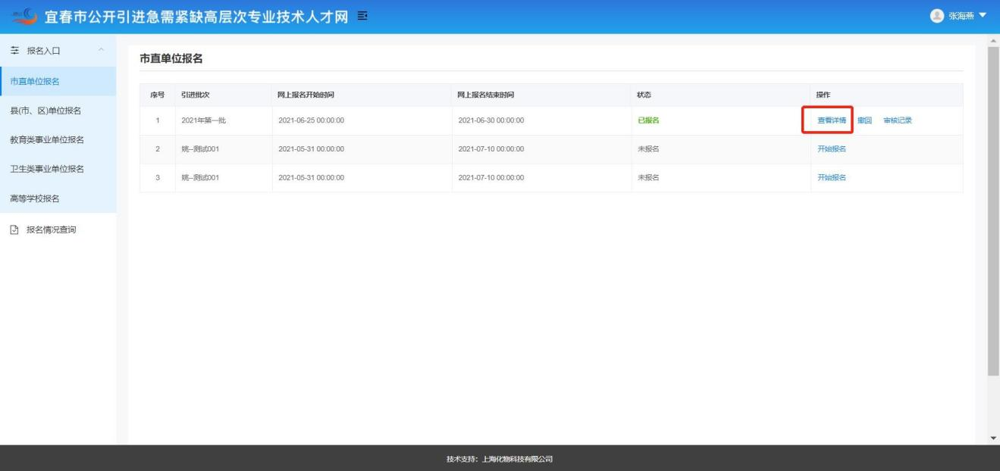 宜春市公开引进急需紧缺高层次专业技术人才网
张海燕
报名入口
市直单位报名
县(市、区)单位报名
教育类事业单位报名
卫生类事业单位报名
高等学校报名
报名情况查询
市直单位报名
序号 引进批次 网上报名开始时间 网上报名结束时间 状态 操作
1 2021年第一批 2021-06-25 00:00:00 2021-06-30 00:00:00 已报名 查看详情 撤回 审核记录
2 姚--测试001 2021-05-31 00:00:00 2021-07-10 00:00:00 未报名 开始报名
3 姚--测试001 2021-05-31 00:00:00 2021-07-10 00:00:00 未报名 开始报名
技术支持：上海化物科技有限公司